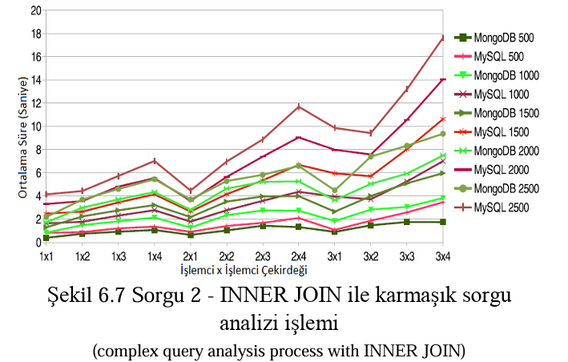 20
18
16
14
12
10
8
6
4
2
0
Ortalama Süre (Saniye)
1x1 1x2 1x3 1x4 2x1 2x2 2x3 2x4 3x1 3x2 3x3 3x4
İşlemci x İşlemci Çekirdeği
MongoDB 500
MySQL 500
MongoDB 1000
MySQL 1000
MongoDB 1500
MySQL 1500
MongoDB 2000
MySQL 2000
MongoDB 2500
MySQL 2500
Şekil 6.7 Sorgu 2 - INNER JOIN ile karmaşık sorgu
analizi işlemi
(complex query analysis process with INNER JOIN)